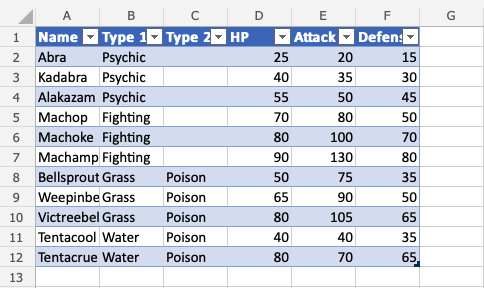 A B C D E F G
1 Name Type 1 Type 2 HP Attack Defens
2 Abra Psychic 25 20 15
3 Kadabra Psychic 40 35 30
4 Alakazam Psychic 55 50 45
5 Machop Fighting 70 80 50
6 Machoke Fighting 80 100 70
7 Machamp Fighting 90 130 80
8 Bellsprout Grass Poison 50 75 35
9 Weepinbe Grass Poison 65 90 50
10 Victreebel Grass Poison 80 105 65
11 Tentacool Water Poison 40 40 35
12 Tentacrue Water Poison 80 70 65
13